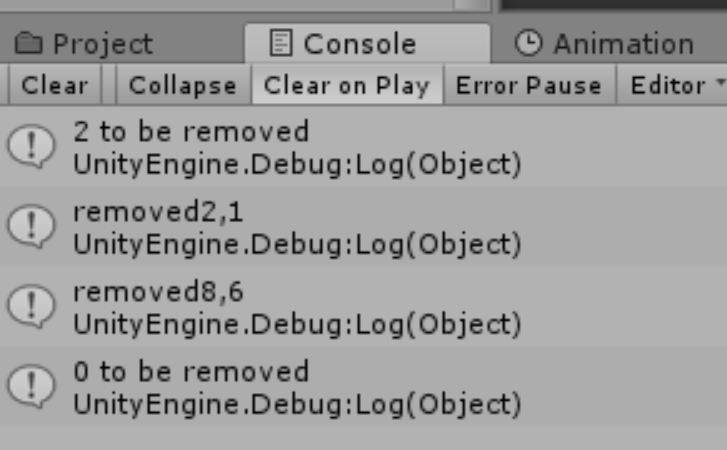 Project Console Animation
Clear Collapse Clear on Play Error Pause Editor
2 to be removed
UnityEngine.Debug:Log(Object)
removed2,1
UnityEngine.Debug:Log(Object)
removed8,6
UnityEngine.Debug:Log(Object)
0 to be removed
UnityEngine.Debug:Log(Object)